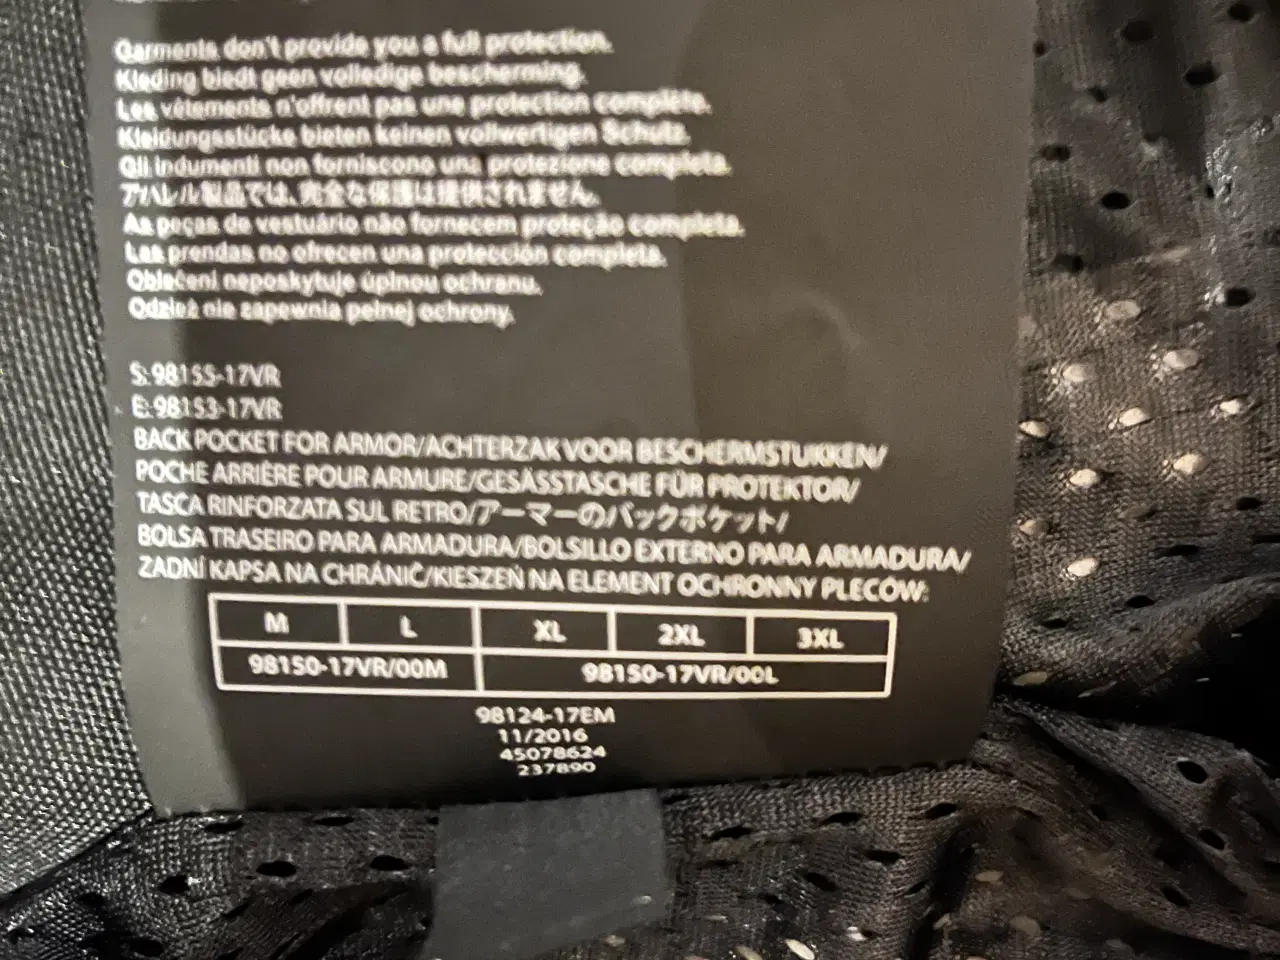 Garments don't provide you a full protection.
Kleding biedt geen volledige bescherming.
Les vêtements n'offrent pas une protection complète.
Kleidungsstücke bieten keinen vollwertigen Schutz.
Gli indumenti non forniscono una protezione completa.
アパレル製品では、完全な保護は提供されません。
As peças de vestuário não fornecem proteção completa.
Las prendas no ofrecen una protección completa.
Oblečení neposkytuje úplnou ochranu.
Odzież nie zapewnia pełnej ochrony.
S: 98155-17VR
E: 98153-17VR
BACK POCKET FOR ARMOR/ACHTERZAK VOOR BESCHERMSTUKKEN/
POCHE ARRIÈRE POUR ARMURE/GESÄSSTASCHE FÜR PROTEKTOR/
TASCA RINFORZATA SUL RETRO/アーマーのバックポケット/
BOLSA TRASEIRO PARA ARMADURA/BOLSILLO EXTERNO PARA ARMADURA/
ZADNÍ KAPSA NA CHRÁNIČ/KIESZEŃ NA ELEMENT OCHRONNY PLECÓW:
M L XL 2XL 3XL
98150-17VR/00M 98150-17VR/00L
98124-17EM
11/2016
45078624
237890